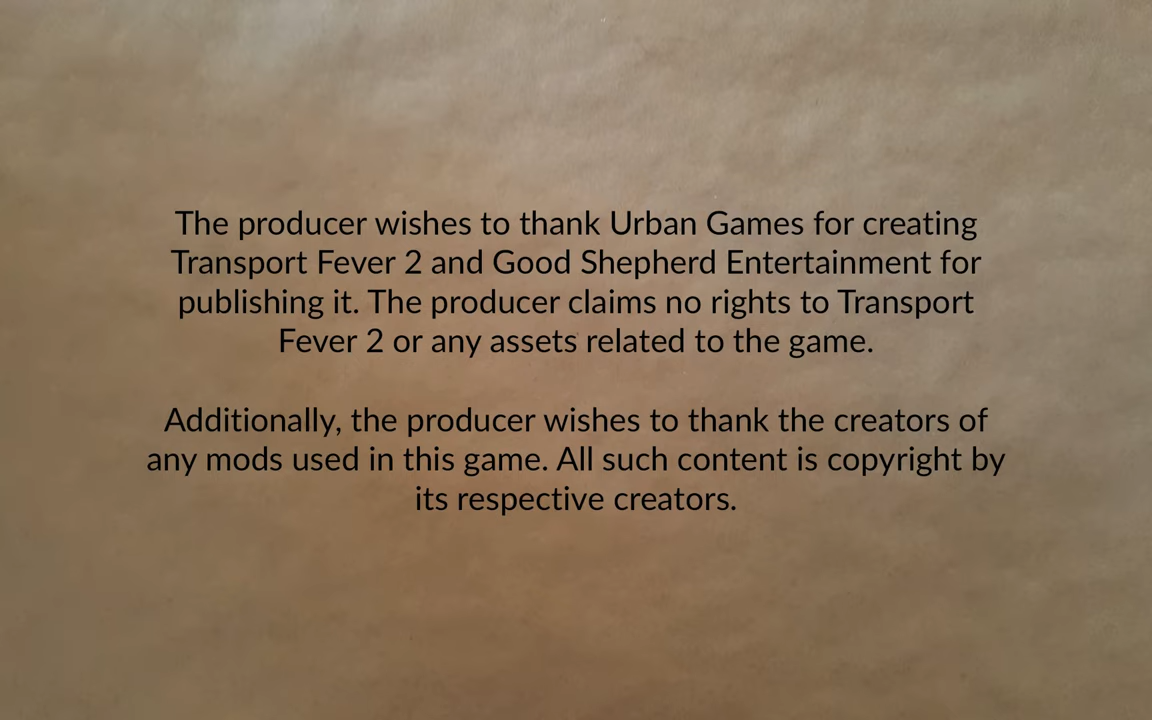 The producer wishes to thank Urban Games for creating
Transport Fever 2 and Good Shepherd Entertainment for
publishing it. The producer claims no rights to Transport
Fever 2 or any assets related to the game.
Additionally, the producer wishes to thank the creators of
any mods used in this game. All such content is copyright by
its respective creators.